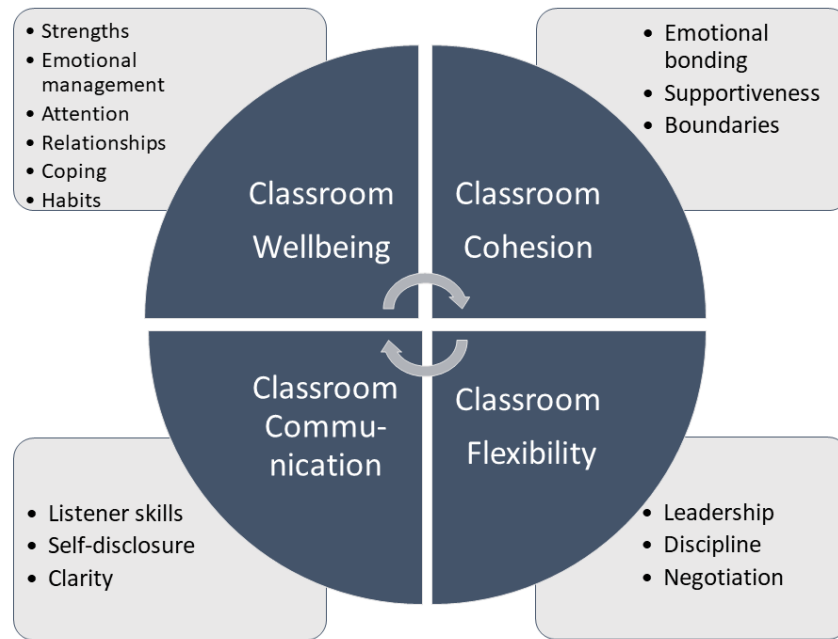 • Strengths
• Emotional
management
• Attention
• Relationships
• Coping
• Habits
• Emotional
bonding
• Supportiveness
• Boundaries
Classroom
Wellbeing
Classroom
Cohesion
Classroom
Commu-
nication
Classroom
Flexibility
• Listener skills
• Self-disclosure
• Clarity
• Leadership
• Discipline
• Negotiation